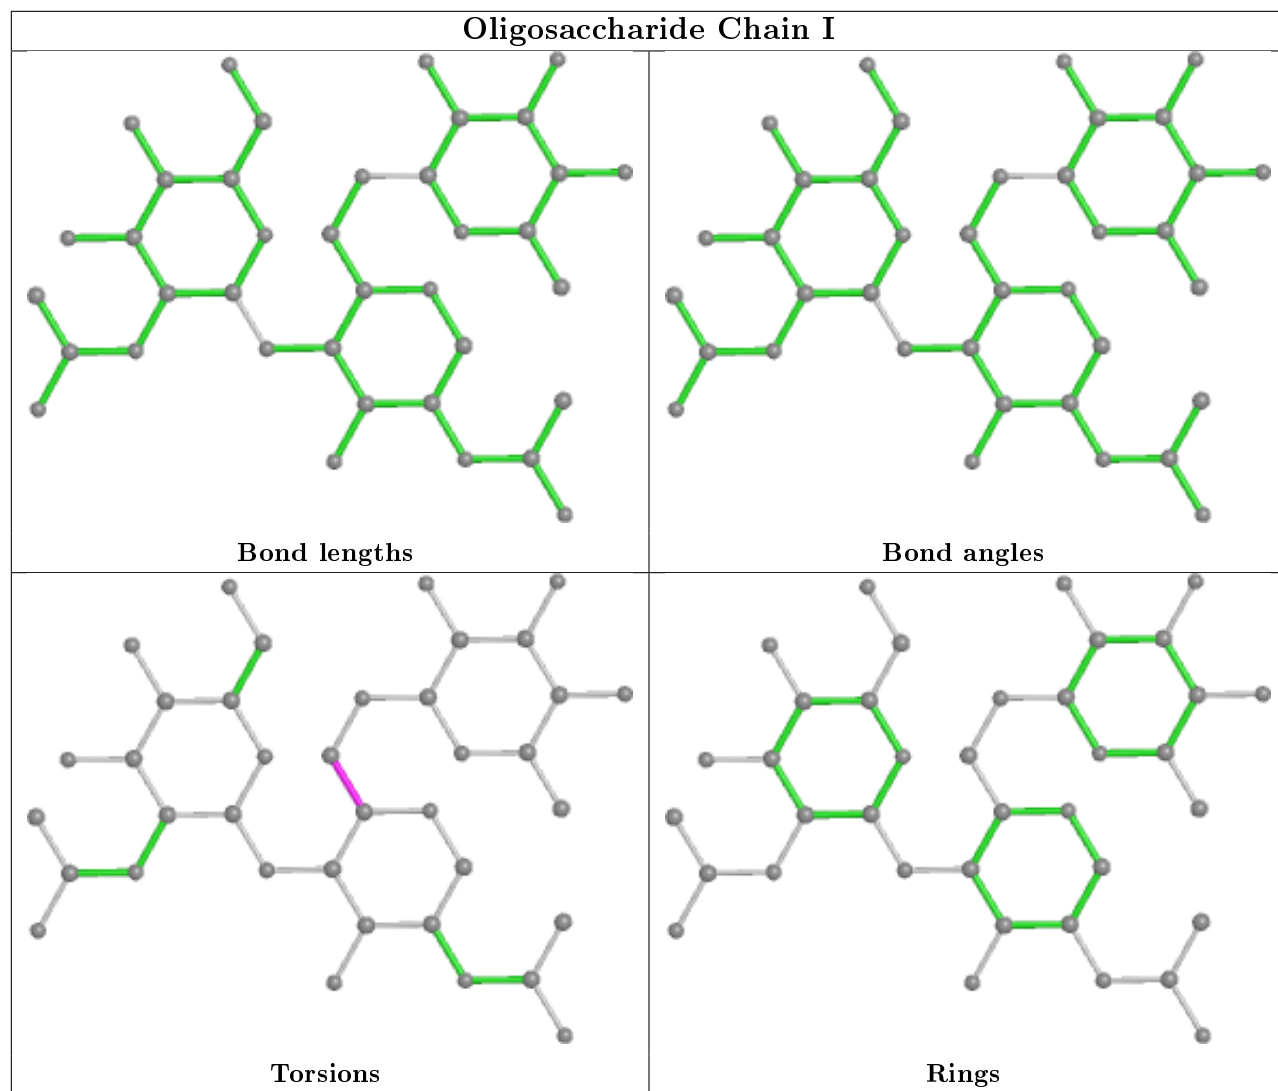 Oligosaccharide Chain I
Bond lengths
Bond angles
Torsions
Rings